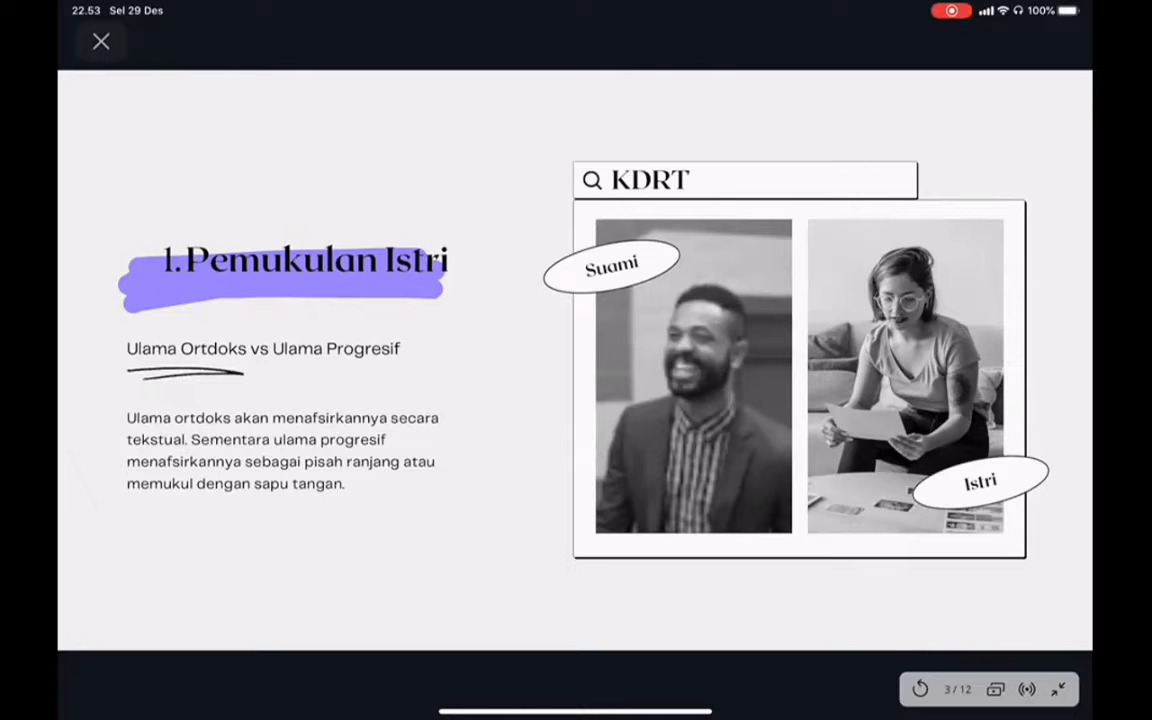 22.53 Sel 29 Des
100%
KDRT
1. Pemukulan Istri
Suami
Ulama Ortdoks vs Ulama Progresif
Ulama ortdoks akan menafsirkannya secara
tekstual. Sementara ulama progresif
menafsirkannya sebagai pisah ranjang atau
memukul dengan sapu tangan.
Istri
3 / 12